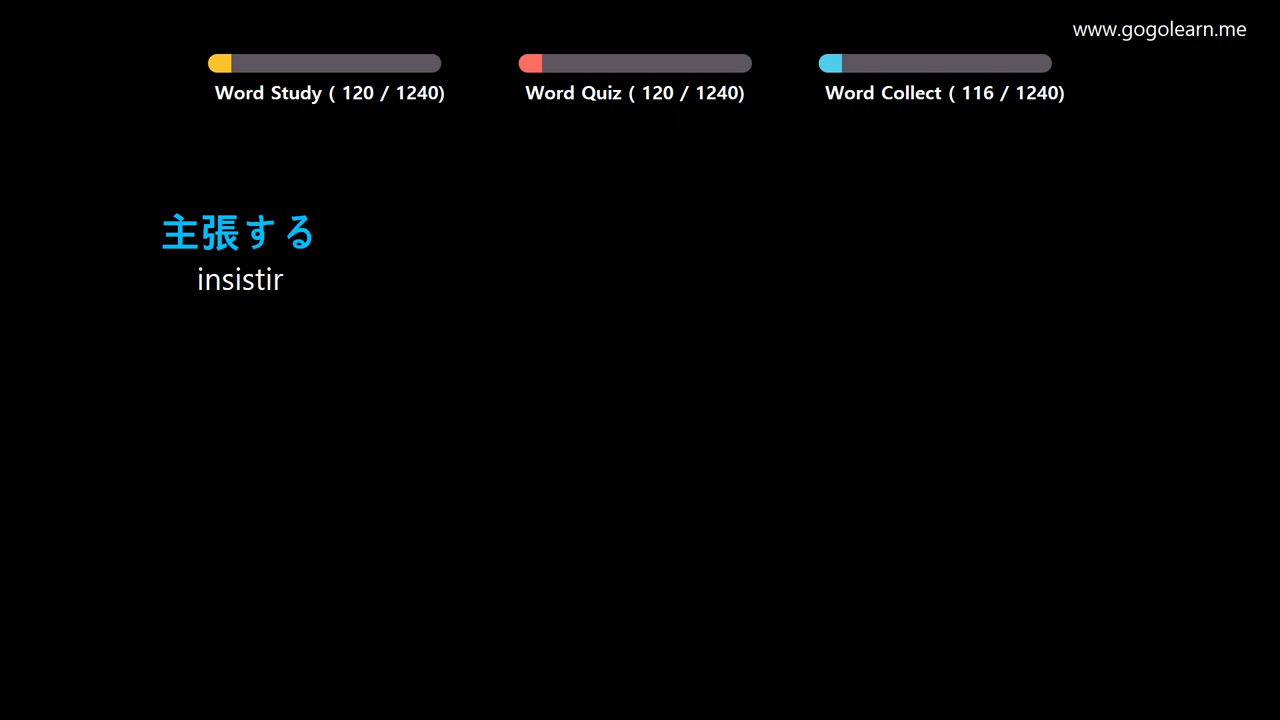 www.gogolearn.me
Word Study ( 120 / 1240)
Word Quiz ( 120 / 1240)
Word Collect ( 116 / 1240)
主張する
insistir